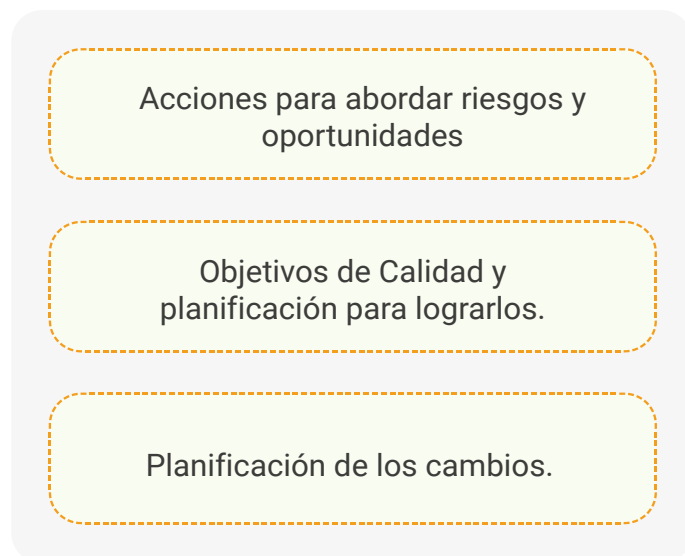 Acciones para abordar riesgos y
oportunidades
Objetivos de Calidad y
planificación para lograrlos.
Planificación de los cambios.